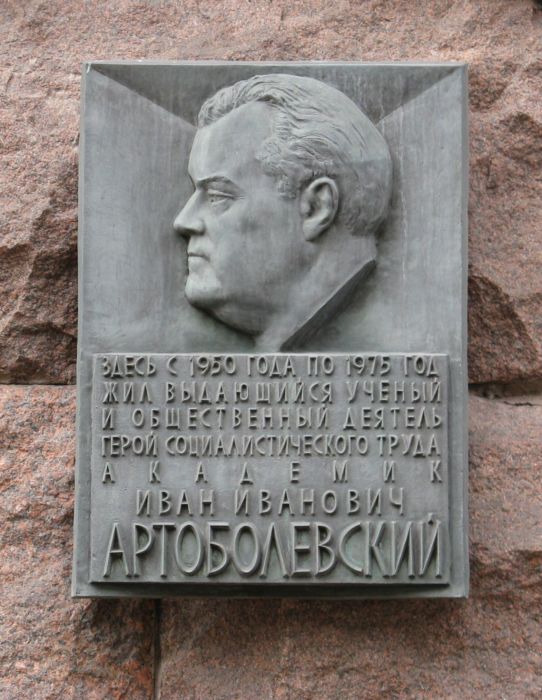 ЗДЕСЬ С 1950 ГОДА ПО 1975 ГОД
ЖИЛ ВЫДАЮЩИЙСЯ УЧЕНЫЙ
И ОБЩЕСТВЕННЫЙ ДЕЯТЕЛЬ
ГЕРОЙ СОЦИАЛИСТИЧЕСКОГО ТРУДА
АКАДЕМИК
ИВАН ИВАНОВИЧ
АРТОБОЛЕВСКИЙ